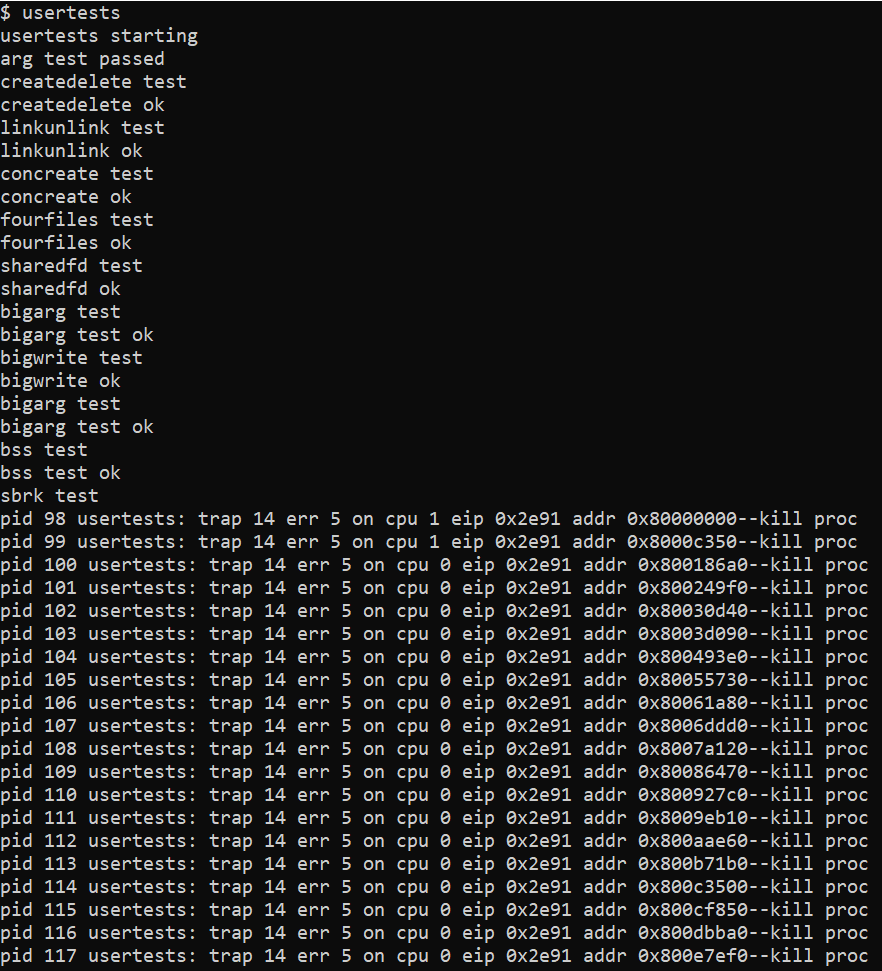 $ usertests
usertests starting
arg test passed
createdelete test
createdelete ok
linkunlink test
linkunlink ok
concreate test
concreate ok
fourfiles test
fourfiles ok
sharedfd test
sharedfd ok
bigarg test
bigarg test ok
bigwrite test
bigwrite ok
bigarg test
bigarg test ok
bss test
bss test ok
sbrk test
pid 98 usertests: trap 14 err 5 on cpu 1 eip 0x2e91 addr 0x80000000--kill proc
pid 99 usertests: trap 14 err 5 on cpu 1 eip 0x2e91 addr 0x8000c350--kill proc
pid 100 usertests: trap 14 err 5 on cpu 0 eip 0x2e91 addr 0x800186a0--kill proc
pid 101 usertests: trap 14 err 5 on cpu 0 eip 0x2e91 addr 0x800249f0--kill proc
pid 102 usertests: trap 14 err 5 on cpu 0 eip 0x2e91 addr 0x80030d40--kill proc
pid 103 usertests: trap 14 err 5 on cpu 0 eip 0x2e91 addr 0x8003d090--kill proc
pid 104 usertests: trap 14 err 5 on cpu 0 eip 0x2e91 addr 0x800493e0--kill proc
pid 105 usertests: trap 14 err 5 on cpu 0 eip 0x2e91 addr 0x80055730--kill proc
pid 106 usertests: trap 14 err 5 on cpu 0 eip 0x2e91 addr 0x80061a80--kill proc
pid 107 usertests: trap 14 err 5 on cpu 0 eip 0x2e91 addr 0x8006ddd0--kill proc
pid 108 usertests: trap 14 err 5 on cpu 0 eip 0x2e91 addr 0x8007a120--kill proc
pid 109 usertests: trap 14 err 5 on cpu 0 eip 0x2e91 addr 0x80086470--kill proc
pid 110 usertests: trap 14 err 5 on cpu 0 eip 0x2e91 addr 0x800927c0--kill proc
pid 111 usertests: trap 14 err 5 on cpu 0 eip 0x2e91 addr 0x8009eb10--kill proc
pid 112 usertests: trap 14 err 5 on cpu 0 eip 0x2e91 addr 0x800aae60--kill proc
pid 113 usertests: trap 14 err 5 on cpu 0 eip 0x2e91 addr 0x800b71b0--kill proc
pid 114 usertests: trap 14 err 5 on cpu 0 eip 0x2e91 addr 0x800c3500--kill proc
pid 115 usertests: trap 14 err 5 on cpu 0 eip 0x2e91 addr 0x800cf850--kill proc
pid 116 usertests: trap 14 err 5 on cpu 0 eip 0x2e91 addr 0x800dbba0--kill proc
pid 117 usertests: trap 14 err 5 on cpu 0 eip 0x2e91 addr 0x800e7ef0--kill proc